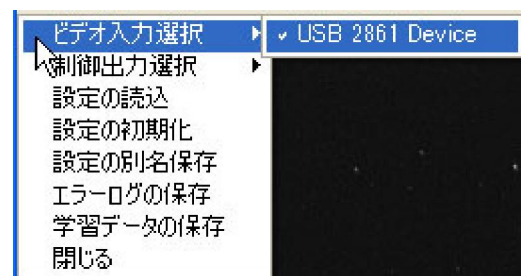 ビデオ入力選択
USB 2861 Device
制御出力選択
設定の読込
設定の初期化
設定の別名保存
エラーログの保存
学習データの保存
閉じる